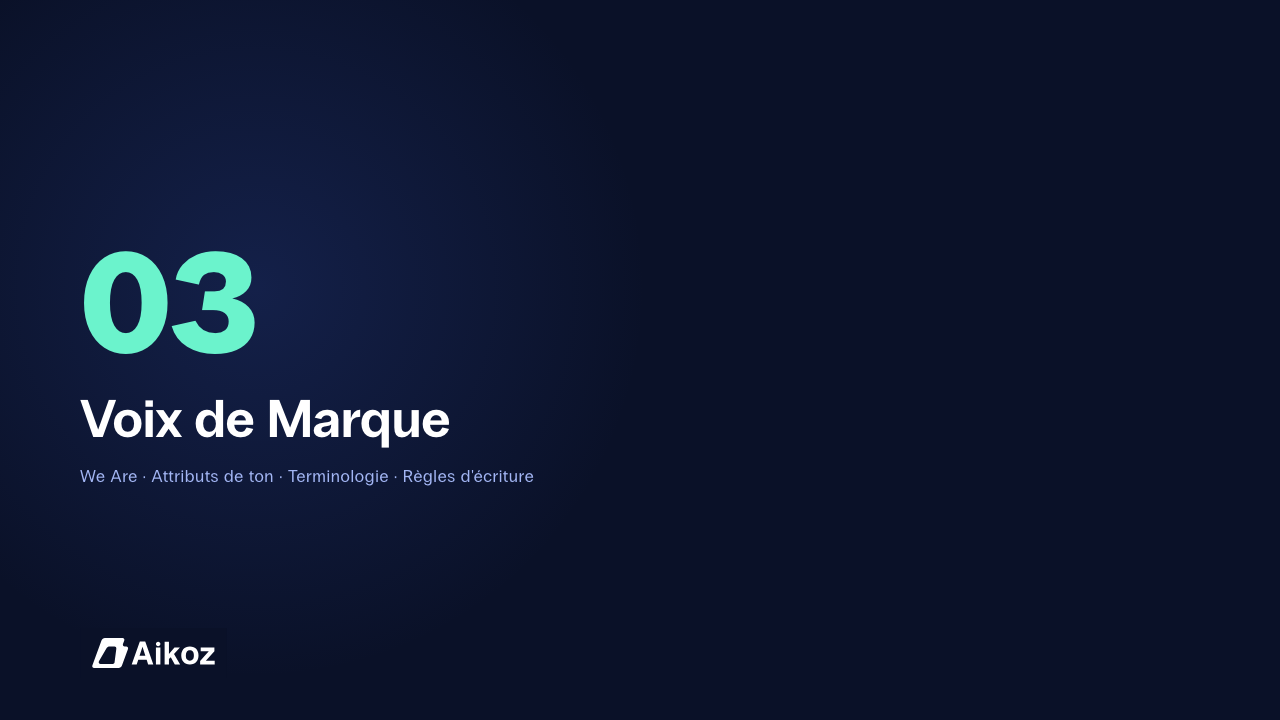 03
Voix de Marque
We Are · Attributs de ton · Terminologie · Règles d'écriture
Aikoz